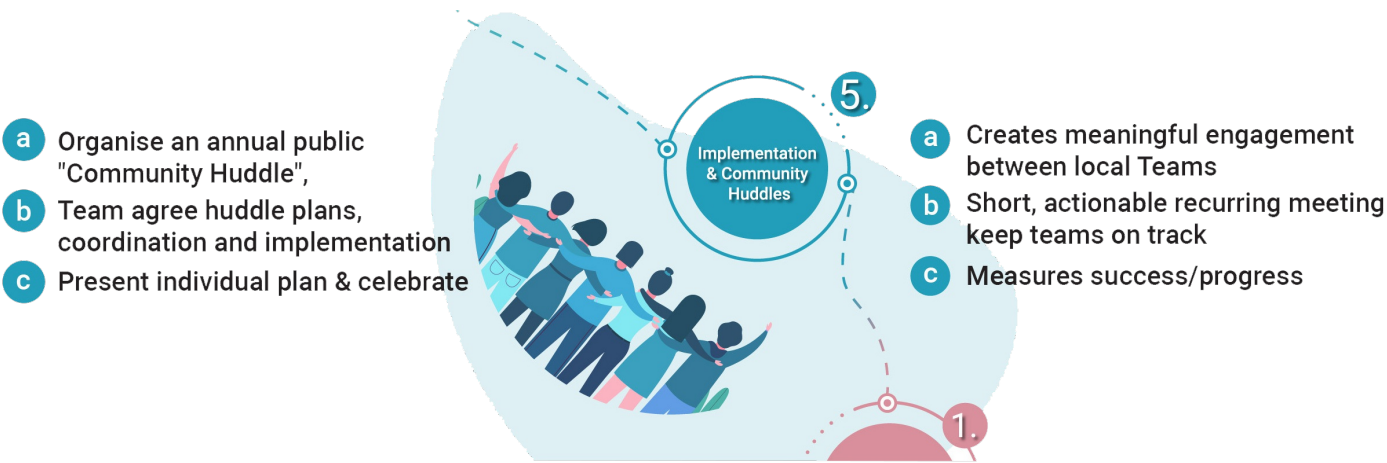 a
Organise an annual public
"Community Huddle",
b
Team agree huddle plans,
coordination and implementation
c
Present individual plan & celebrate
Implementation
& Community
Huddles
5.
a
Creates meaningful engagement
between local Teams
b
Short, actionable recurring meeting
keep teams on track
c
Measures success/progress
1.